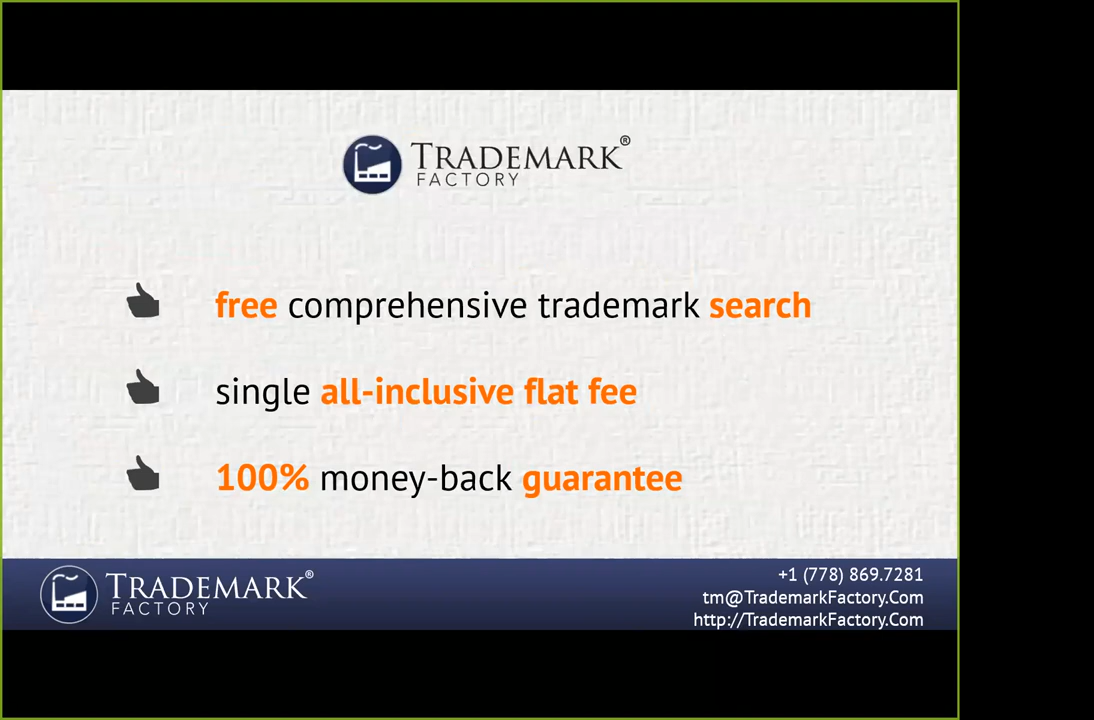 TRADEMARK®
FACTORY
free comprehensive trademark search
single all-inclusive flat fee
100% money-back guarantee
TRADEMARK®
FACTORY
+1 (778) 869.7281
tm@TrademarkFactory.Com
http://TrademarkFactory.Com